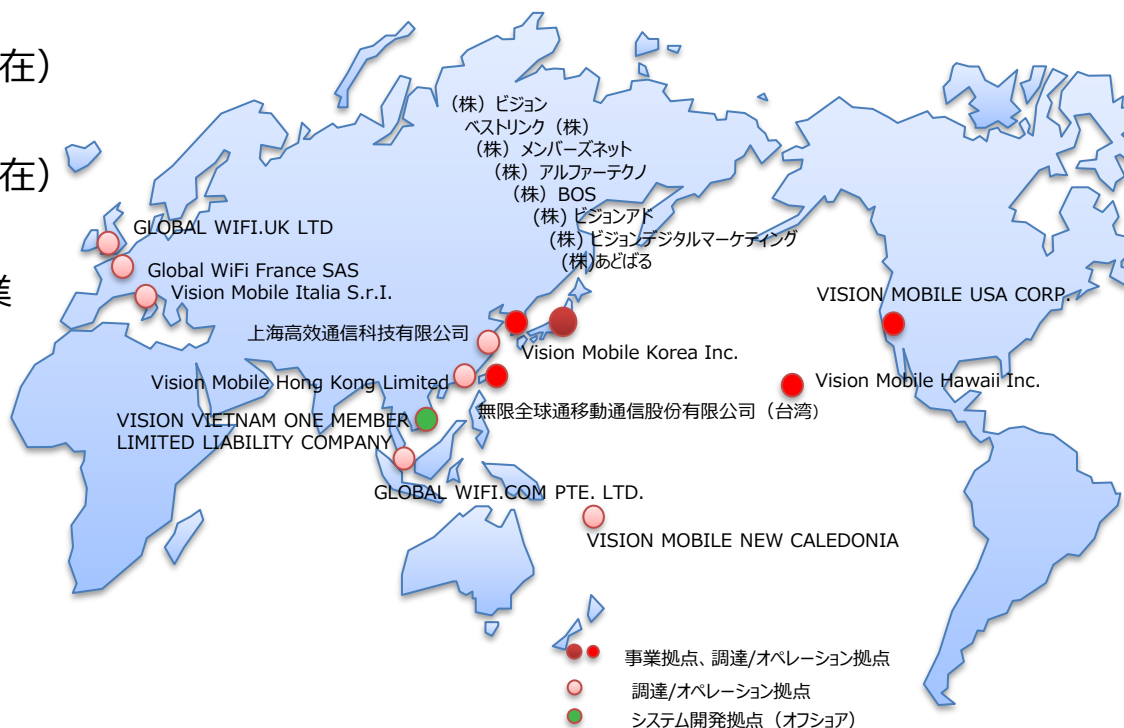 在）
在）
業
(株）ビジョン
ベストリンク（株）
(株）メンバーズネット
(株）アルファーテクノ
(株）BOS
(株）ビジョンアド
(株）ビジョンデジタルマーケティング
(株)あどばる
GLOBAL WIFI.UK LTD
Global WiFi France SAS
Vision Mobile Italia S.r.I.
VISION MOBILE USA CORP.
上海高效通信科技有限公司
Vision Mobile Korea Inc.
Vision Mobile Hong Kong Limited
Vision Mobile Hawaii Inc.
無限全球通移動通信股份有限公司（台湾）
VISION VIETNAM ONE MEMBER
LIMITED LIABILITY COMPANY
GLOBAL WIFI.COM PTE. LTD.
VISION MOBILE NEW CALEDONIA
事業拠点、調達/オペレーション拠点
調達/オペレーション拠点
システム開発拠点（オフショア）